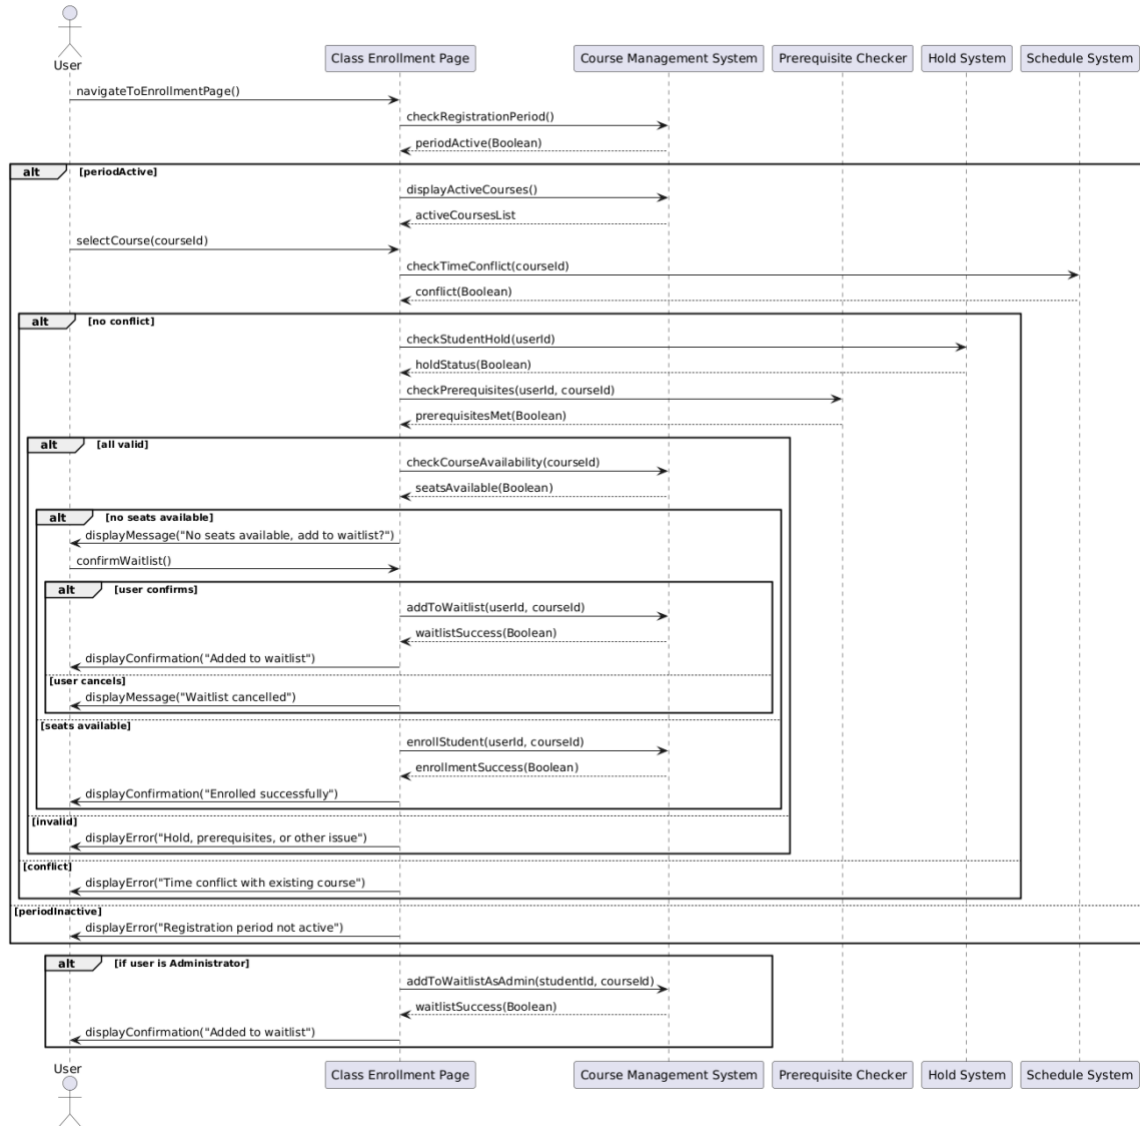 User
Class Enrollment Page
Course Management System
Prerequisite Checker
Hold System
Schedule System
navigateToEnrollmentPage()
checkRegistrationPeriod()
periodActive(Boolean)
alt [periodActive]
displayActiveCourses()
activeCoursesList
selectCourse(courseId)
checkTimeConflict(courseId)
conflict(Boolean)
alt [no conflict]
checkStudentHold(userId)
holdStatus(Boolean)
checkPrerequisites(userId, courseId)
prerequisitesMet(Boolean)
alt [all valid]
checkCourseAvailability(courseId)
seatsAvailable(Boolean)
alt [no seats available]
displayMessage("No seats available, add to waitlist?")
confirmWaitlist()
alt [user confirms]
addToWaitlist(userId, courseId)
waitlistSuccess(Boolean)
displayConfirmation("Added to waitlist")
[user cancels]
displayMessage("Waitlist cancelled")
[seats available]
enrollStudent(userId, courseId)
enrollmentSuccess(Boolean)
displayConfirmation("Enrolled successfully")
[invalid]
displayError("Hold, prerequisites, or other issue")
[conflict]
displayError("Time conflict with existing course")
[periodInactive]
displayError("Registration period not active")
alt [if user is Administrator]
addToWaitlistAsAdmin(studentId, courseId)
waitlistSuccess(Boolean)
displayConfirmation("Added to waitlist")
User
Class Enrollment Page
Course Management System
Prerequisite Checker
Hold System
Schedule System